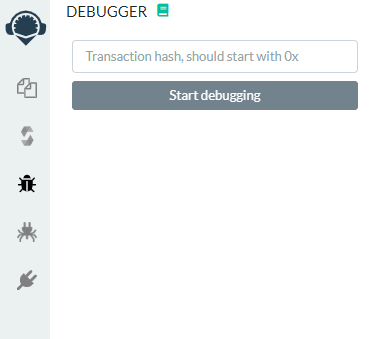 DEBUGGER
Transaction hash, should start with 0x
Start debugging